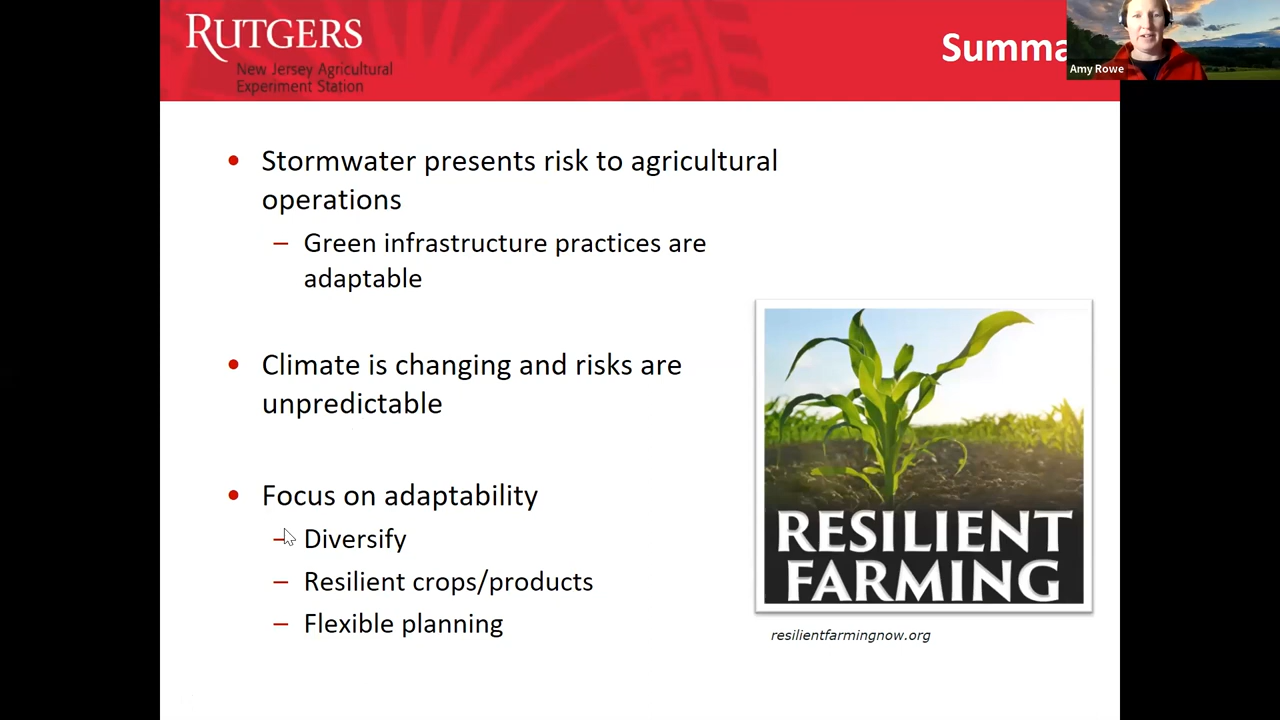 RUTGERS
New Jersey Agricultural
Experiment Station
Summa
Amy Rowe
• Stormwater presents risk to agricultural
operations
– Green infrastructure practices are
adaptable
• Climate is changing and risks are
unpredictable
• Focus on adaptability
– Diversify
– Resilient crops/products
– Flexible planning
RESILIENT
FARMING
resilientfarmingnow.org